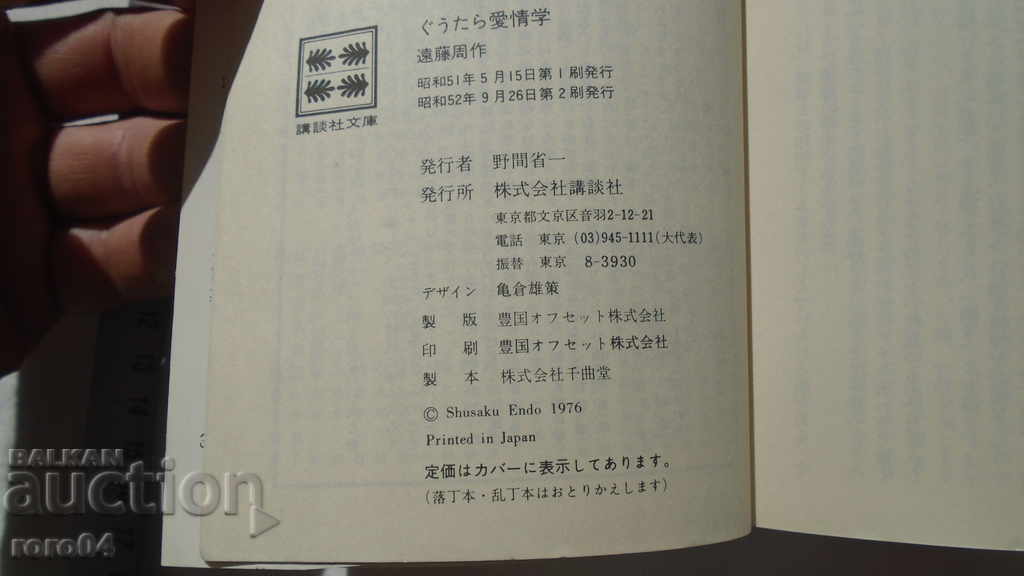 ぐうたら愛情学
遠藤周作
昭和51年5月15日第1刷発行
昭和52年9月26日第2刷発行
講談社文庫
発行者 野間省一
発行所 株式会社講談社
東京都文京区音羽2-12-21
電話 東京 (03)945-1111(大代表)
振替 東京 8-3930
デザイン 亀倉雄策
製版 豊国オフセット株式会社
印刷 豊国オフセット株式会社
製本 株式会社千曲堂
© Shusaku Endo 1976
Printed in Japan
定価はカバーに表示してあります。
(落丁本・乱丁本はおとりかえします)
12
13
14
17
3
BALKAN
auction
roro04